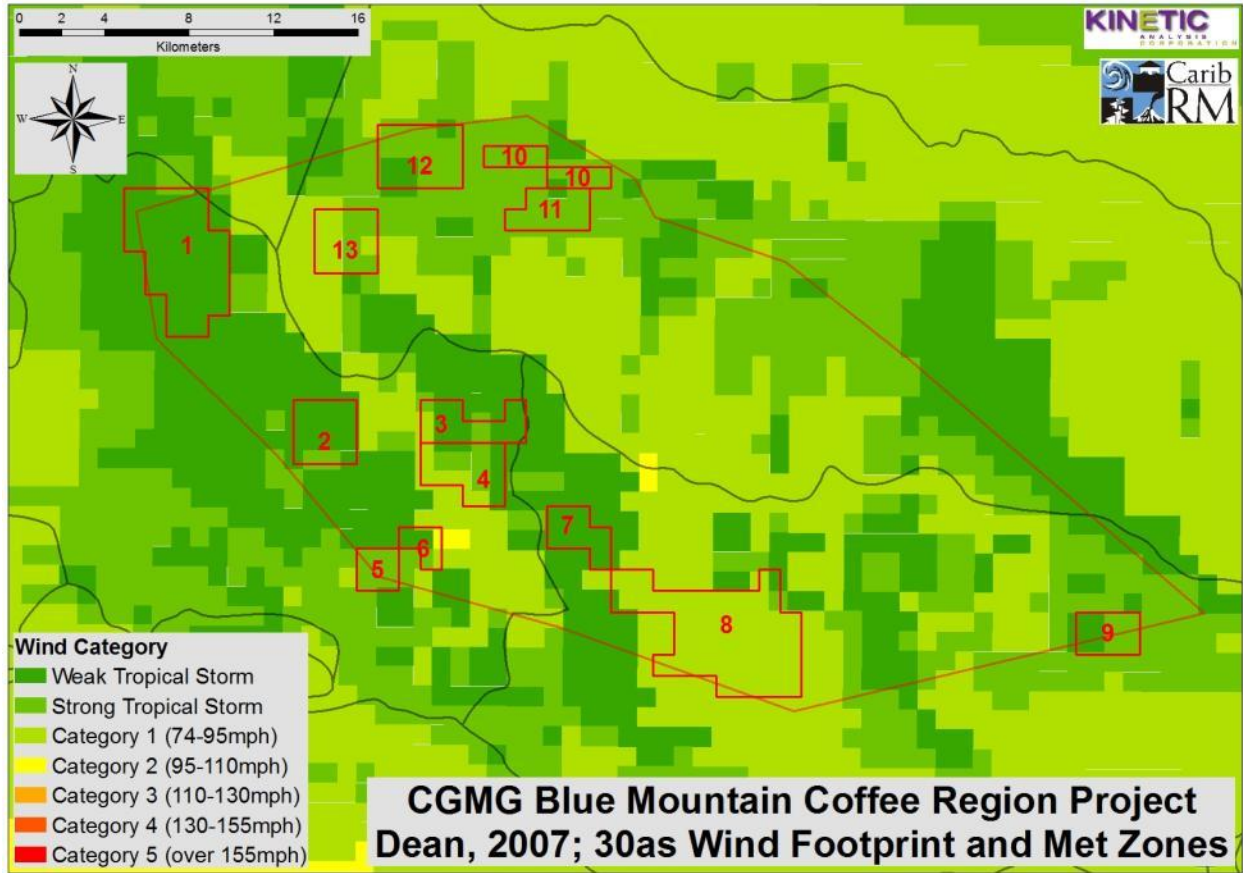 0 2 4 8 12 16
Kilometers
N
W E
S
KINETIC
ANALYSIS
CORPORATION
Carib
RM
12
10
10
11
1
13
2
3
4
7
6
5
8
9
Wind Category
Weak Tropical Storm
Strong Tropical Storm
Category 1 (74-95mph)
Category 2 (95-110mph)
Category 3 (110-130mph)
Category 4 (130-155mph)
Category 5 (over 155mph)
CGMG Blue Mountain Coffee Region Project
Dean, 2007; 30as Wind Footprint and Met Zones